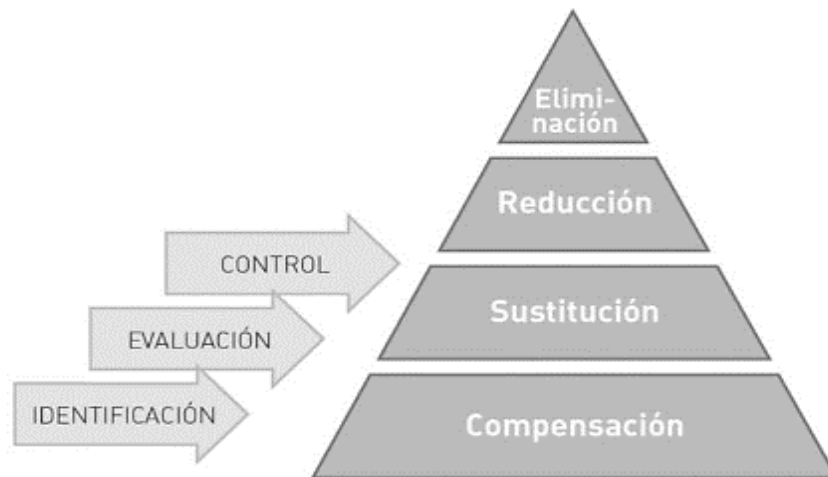 Elimi-
nación
Reducción
CONTROL
Sustitución
EVALUACIÓN
IDENTIFICACIÓN
Compensación